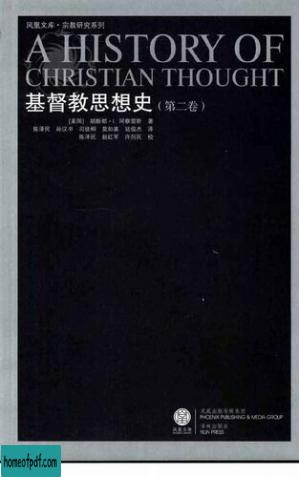 凤凰文库·宗教研究系列
A HISTORY OF
CHRISTIAN THOUGHT
基督教思想史（第二卷）
[美国] 胡斯都·L. 冈察雷斯 著
陈泽民 孙汉书 司徒桐 莫如喜 陆俊杰 译
陈泽民 赵红军 许列民 校
凤凰文库
凤凰出版传媒集团
PHOENIX PUBLISHING & MEDIA GROUP
译林出版社
YILIN PRESS
homeofpdf.com